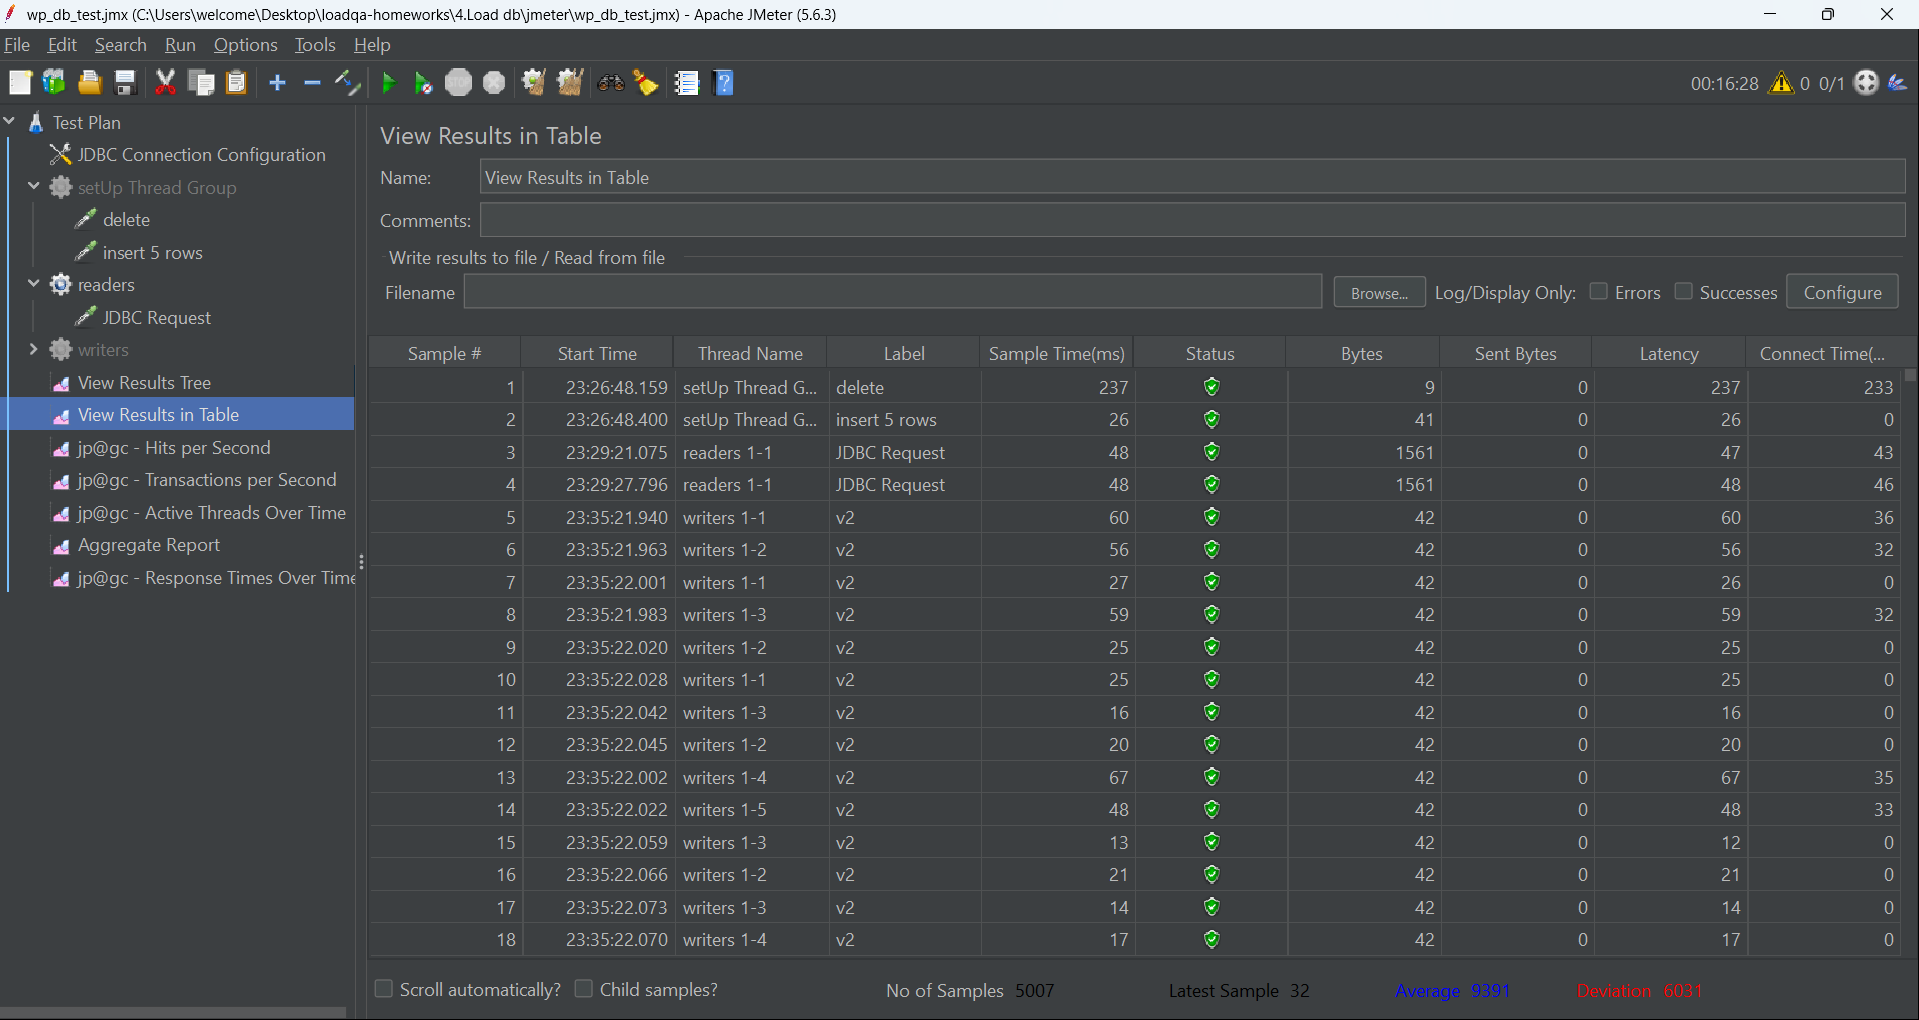 wp_db_test.jmx (C:\Users\welcome\Desktop\loadqa-homeworks\4.Load db\jmeter\wp_db_test.jmx) - Apache JMeter (5.6.3)
File Edit Search Run Options Tools Help
STOP
00:16:28 0 0/1
Test Plan
JDBC Connection Configuration
setUp Thread Group
delete
insert 5 rows
readers
JDBC Request
writers
View Results Tree
View Results in Table
jp@gc - Hits per Second
jp@gc - Transactions per Second
jp@gc - Active Threads Over Time
Aggregate Report
jp@gc - Response Times Over Time
View Results in Table
Name: View Results in Table
Comments:
Write results to file / Read from file
Filename Browse... Log/Display Only: Errors Successes Configure
Sample # Start Time Thread Name Label Sample Time(ms) Status Bytes Sent Bytes Latency Connect Time(...
1 23:26:48.159 setUp Thread G... delete 237 9 0 237 233
2 23:26:48.400 setUp Thread G... insert 5 rows 26 41 0 26 0
3 23:29:21.075 readers 1-1 JDBC Request 48 1561 0 47 43
4 23:29:27.796 readers 1-1 JDBC Request 48 1561 0 48 46
5 23:35:21.940 writers 1-1 v2 60 42 0 60 36
6 23:35:21.963 writers 1-2 v2 56 42 0 56 32
7 23:35:22.001 writers 1-1 v2 27 42 0 26 0
8 23:35:21.983 writers 1-3 v2 59 42 0 59 32
9 23:35:22.020 writers 1-2 v2 25 42 0 25 0
10 23:35:22.028 writers 1-1 v2 25 42 0 25 0
11 23:35:22.042 writers 1-3 v2 16 42 0 16 0
12 23:35:22.045 writers 1-2 v2 20 42 0 20 0
13 23:35:22.002 writers 1-4 v2 67 42 0 67 35
14 23:35:22.022 writers 1-5 v2 48 42 0 48 33
15 23:35:22.059 writers 1-3 v2 13 42 0 12 0
16 23:35:22.066 writers 1-2 v2 21 42 0 21 0
17 23:35:22.073 writers 1-3 v2 14 42 0 14 0
18 23:35:22.070 writers 1-4 v2 17 42 0 17 0
Scroll automatically? Child samples? No of Samples 5007 Latest Sample 32 Average 9391 Deviation 6031